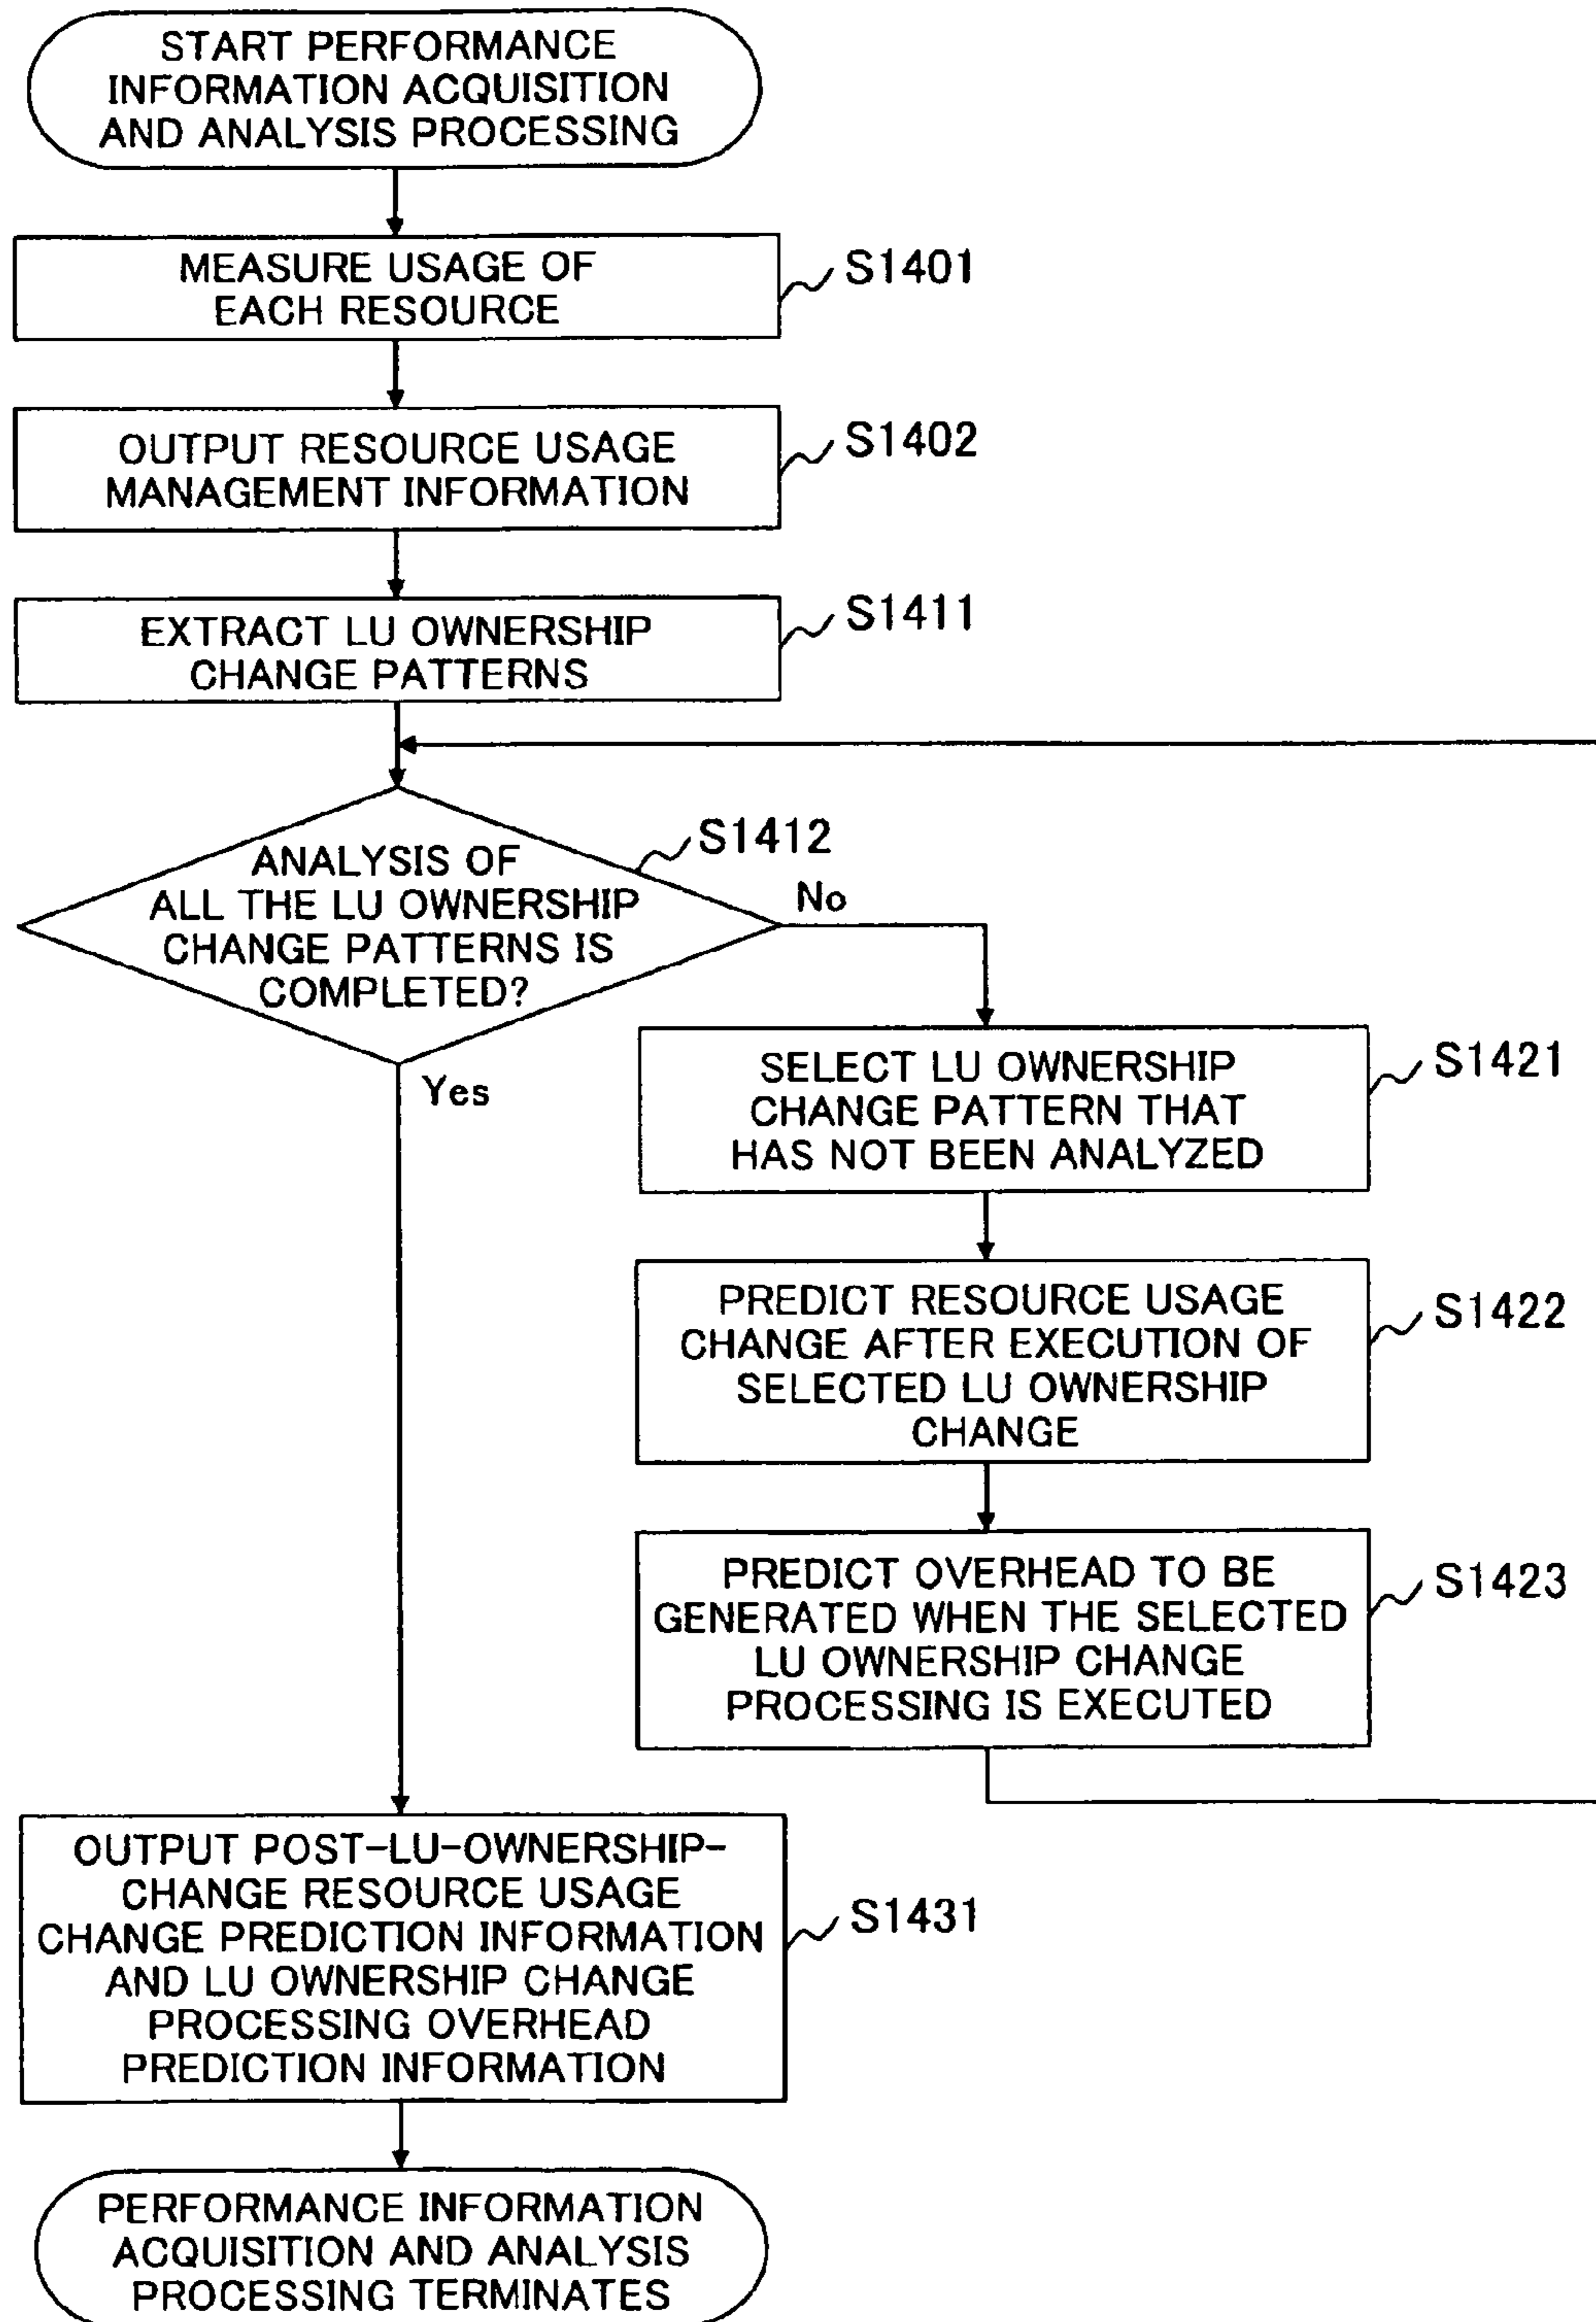 START PERFORMANCE
INFORMATION ACQUISITION
AND ANALYSIS PROCESSING
MEASURE USAGE OF
EACH RESOURCE
S1401
OUTPUT RESOURCE USAGE
MANAGEMENT INFORMATION
S1402
EXTRACT LU OWNERSHIP
CHANGE PATTERNS
S1411
ANALYSIS OF
ALL THE LU OWNERSHIP
CHANGE PATTERNS IS
COMPLETED?
S1412
No
Yes
SELECT LU OWNERSHIP
CHANGE PATTERN THAT
HAS NOT BEEN ANALYZED
S1421
PREDICT RESOURCE USAGE
CHANGE AFTER EXECUTION OF
SELECTED LU OWNERSHIP
CHANGE
S1422
PREDICT OVERHEAD TO BE
GENERATED WHEN THE SELECTED
LU OWNERSHIP CHANGE
PROCESSING IS EXECUTED
S1423
OUTPUT POST-LU-OWNERSHIP-
CHANGE RESOURCE USAGE
CHANGE PREDICTION INFORMATION
AND LU OWNERSHIP CHANGE
PROCESSING OVERHEAD
PREDICTION INFORMATION
S1431
PERFORMANCE INFORMATION
ACQUISITION AND ANALYSIS
PROCESSING TERMINATES